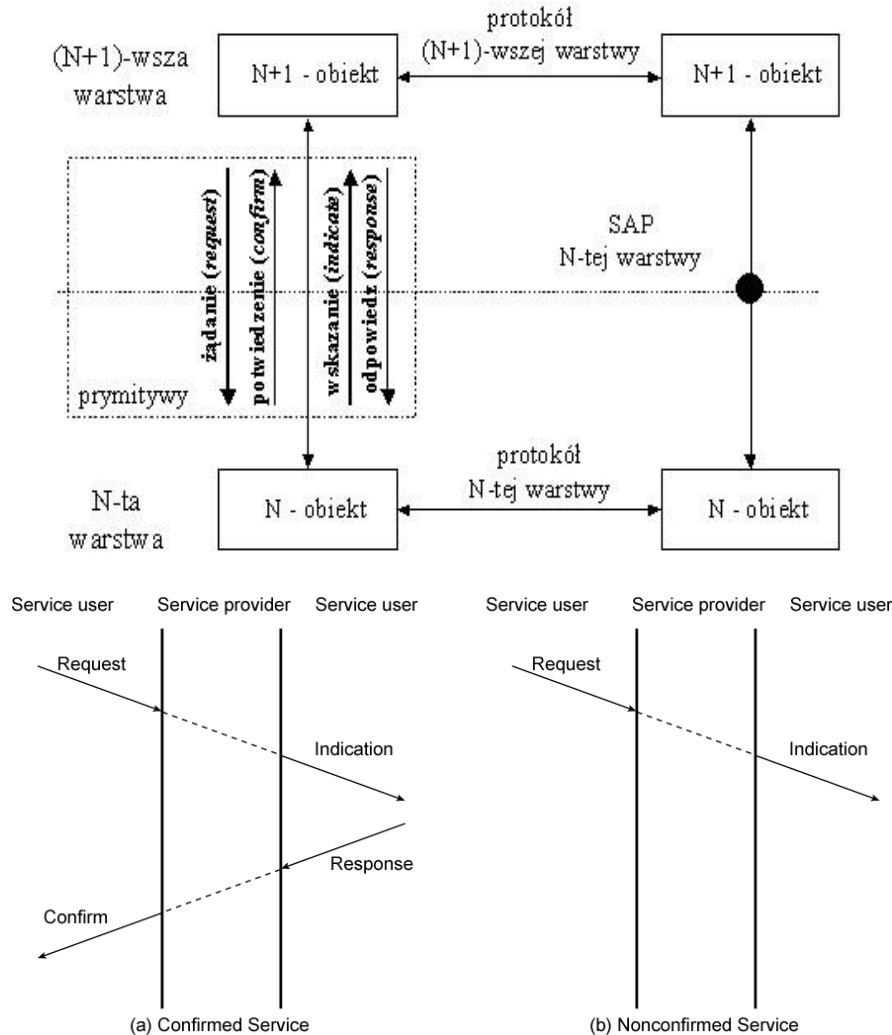 protokół
(N+1)-wszej warstwy
(N+1)-wsza
warstwa
N+1 - obiekt
N+1 - obiekt
żądanie (request)
potwiedzenie (confirm)
wskazanie (indicate)
odpowiedz (response)
SAP
N-tej warstwy
prymitywy
protokół
N-tej warstwy
N-ta
warstwa
N - obiekt
N - obiekt
Service user Service provider Service user
Request
Indication
Response
Confirm
(a) Confirmed Service
Service user Service provider Service user
Request
Indication
(b) Nonconfirmed Service